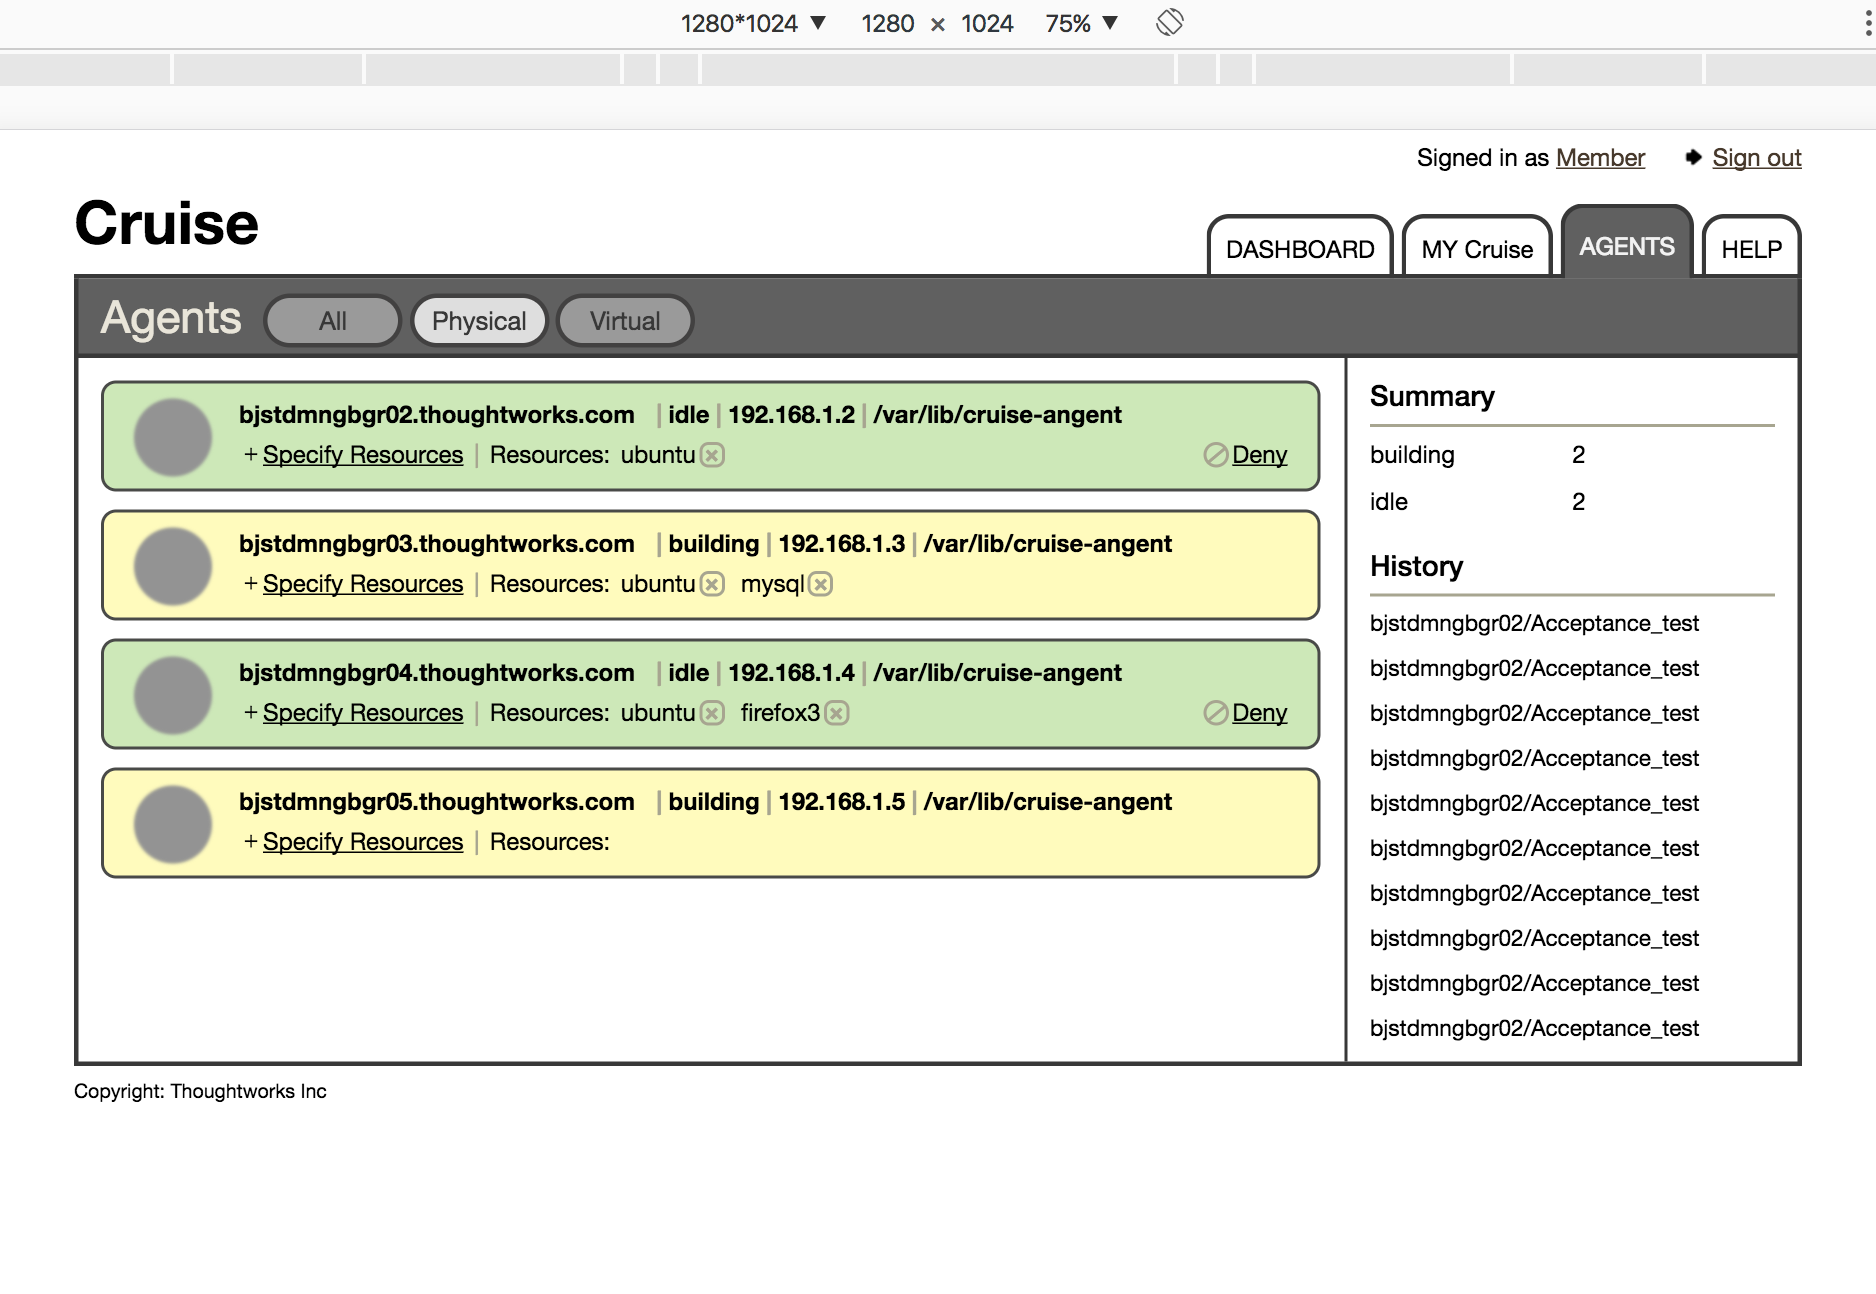 1280*1024 ▼ 1280 × 1024 75% ▼
Signed in as Member Sign out
Cruise
DASHBOARD MY Cruise AGENTS HELP
Agents All Physical Virtual
bjstdmngbgr02.thoughtworks.com | idle | 192.168.1.2 | /var/lib/cruise-angent
+ Specify Resources | Resources: ubuntu Deny
bjstdmngbgr03.thoughtworks.com | building | 192.168.1.3 | /var/lib/cruise-angent
+ Specify Resources | Resources: ubuntu mysql
bjstdmngbgr04.thoughtworks.com | idle | 192.168.1.4 | /var/lib/cruise-angent
+ Specify Resources | Resources: ubuntu firefox3 Deny
bjstdmngbgr05.thoughtworks.com | building | 192.168.1.5 | /var/lib/cruise-angent
+ Specify Resources | Resources:
Summary
building 2
idle 2
History
bjstdmngbgr02/Acceptance_test
bjstdmngbgr02/Acceptance_test
bjstdmngbgr02/Acceptance_test
bjstdmngbgr02/Acceptance_test
bjstdmngbgr02/Acceptance_test
bjstdmngbgr02/Acceptance_test
bjstdmngbgr02/Acceptance_test
bjstdmngbgr02/Acceptance_test
bjstdmngbgr02/Acceptance_test
bjstdmngbgr02/Acceptance_test
Copyright: Thoughtworks Inc